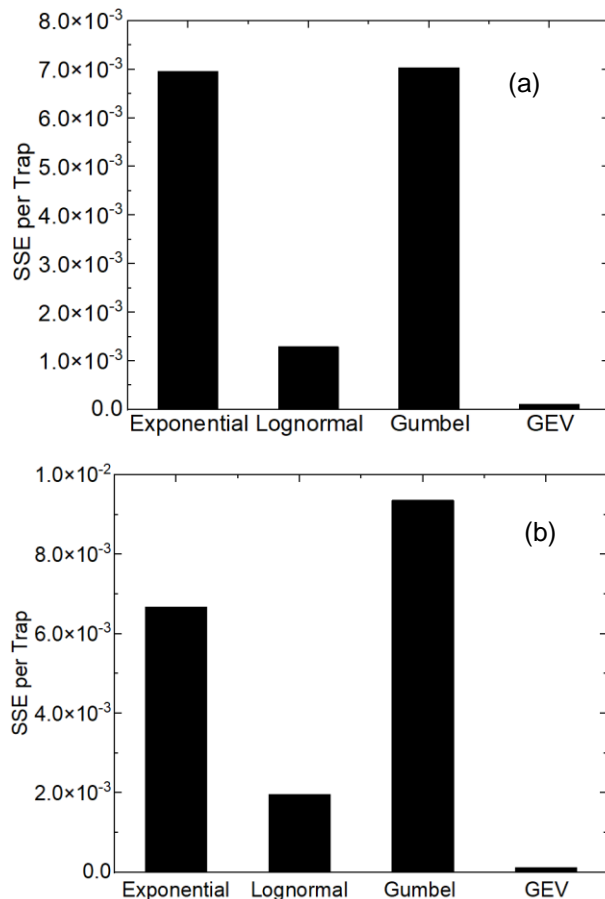 8.0×10⁻³
7.0×10⁻³
6.0×10⁻³
5.0×10⁻³
4.0×10⁻³
3.0×10⁻³
2.0×10⁻³
1.0×10⁻³
0.0
SSE per Trap
(a)
Exponential Lognormal Gumbel GEV
1.0×10⁻²
8.0×10⁻³
6.0×10⁻³
4.0×10⁻³
2.0×10⁻³
0.0
SSE per Trap
(b)
Exponential Lognormal Gumbel GEV